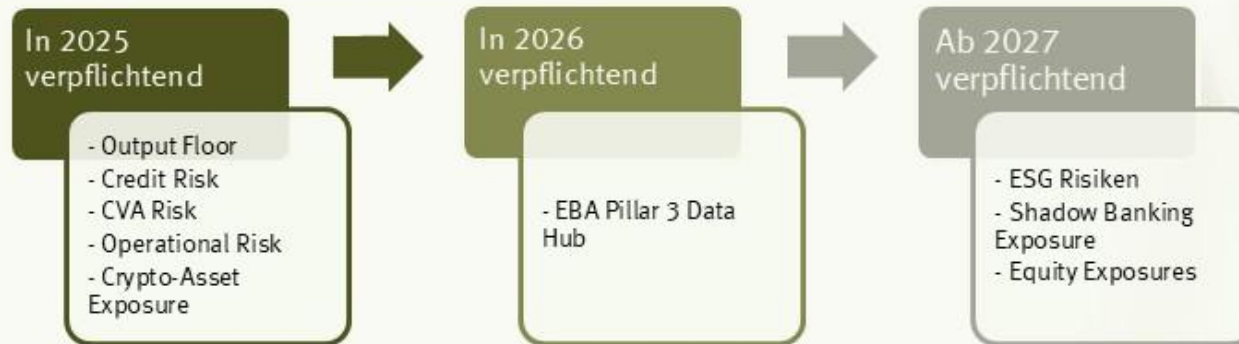 In 2025
verpflichtend
- Output Floor
- Credit Risk
- CVA Risk
- Operational Risk
- Crypto-Asset
Exposure
In 2026
verpflichtend
- EBA Pillar 3 Data
Hub
Ab 2027
verpflichtend
- ESG Risiken
- Shadow Banking
Exposure
- Equity Exposures